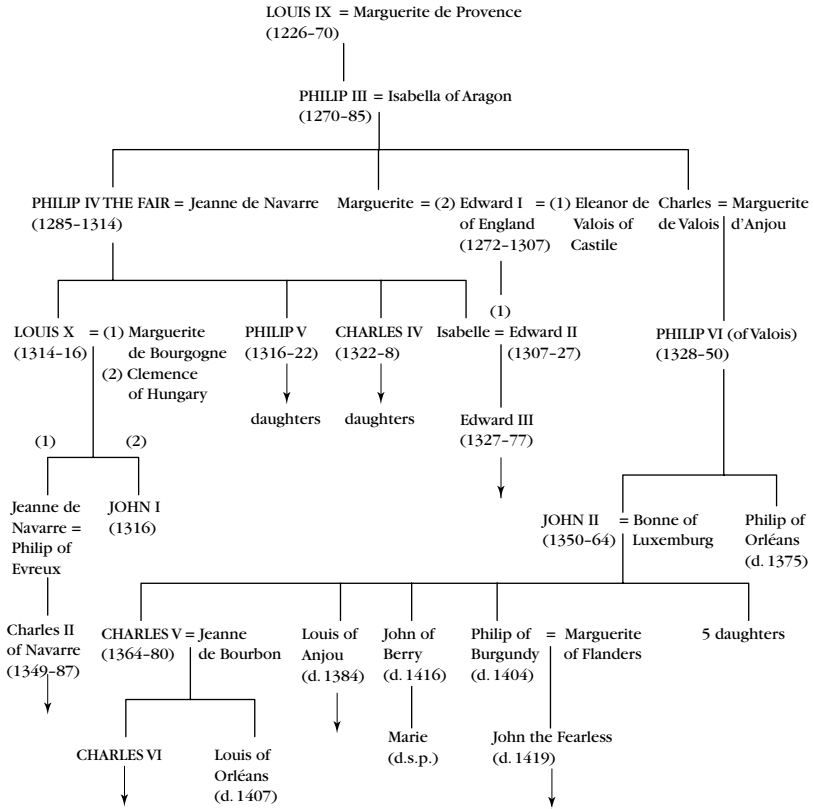 LOUIS IX = Marguerite de Provence
(1226–70)
PHILIP III = Isabella of Aragon
(1270–85)
PHILIP IV THE FAIR = Jeanne de Navarre
(1285–1314)
Marguerite = (2) Edward I = (1) Eleanor de
of England Valois of
(1272–1307) Castile
Charles = Marguerite
de Valois d'Anjou
LOUIS X = (1) Marguerite
(1314–16) de Bourgogne
(2) Clemence
of Hungary
PHILIP V
(1316–22)
daughters
CHARLES IV
(1322–8)
daughters
(1)
Isabelle = Edward II
(1307–27)
Edward III
(1327–77)
PHILIP VI (of Valois)
(1328–50)
(1) (2)
Jeanne de
Navarre =
Philip of
Evreux
JOHN I
(1316)
JOHN II = Bonne of
(1350–64) Luxemburg
Philip of
Orléans
(d. 1375)
Charles II
of Navarre
(1349–87)
CHARLES V = Jeanne
(1364–80) de Bourbon
Louis of
Anjou
(d. 1384)
John of
Berry
(d. 1416)
Philip of = Marguerite
Burgundy of Flanders
(d. 1404)
5 daughters
CHARLES VI
Louis of
Orléans
(d. 1407)
Marie
(d.s.p.)
John the Fearless
(d. 1419)